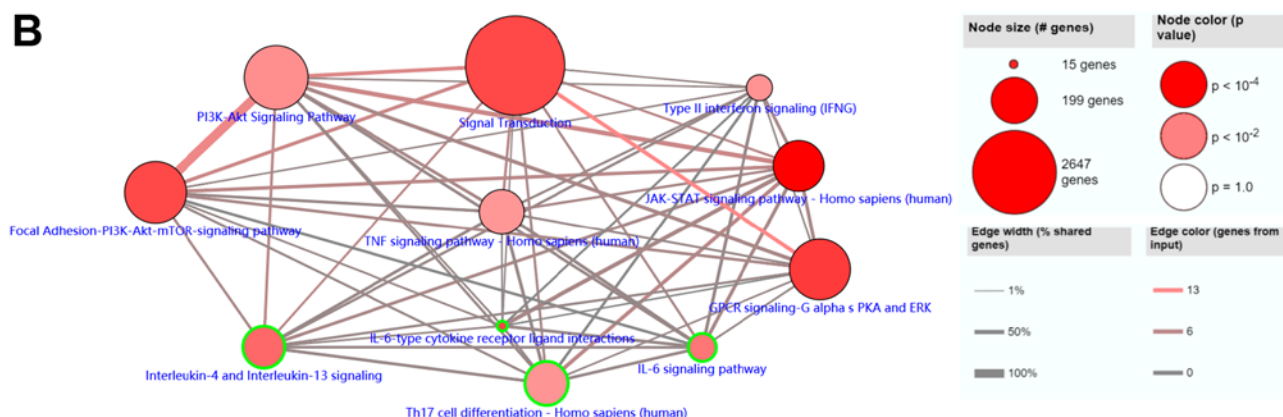 B
PI3K-Akt Signaling Pathway
Signal Transduction
Type II interferon signaling (IFNG)
JAK-STAT signaling pathway - Homo sapiens (human)
Focal Adhesion-PI3K-Akt-mTOR-signaling pathway
TNF signaling pathway - Homo sapiens (human)
GPCR signaling-G alpha s PKA and ERK
IL-6-type cytokine receptor ligand interactions
IL-6 signaling pathway
Interleukin-4 and Interleukin-13 signaling
Th17 cell differentiation - Homo sapiens (human)
Node size (# genes)
15 genes
199 genes
2647
genes
Node color (p
value)
p < 10-4
p < 10-2
p = 1.0
Edge width (% shared
genes)
1%
50%
100%
Edge color (genes from
input)
13
6
0